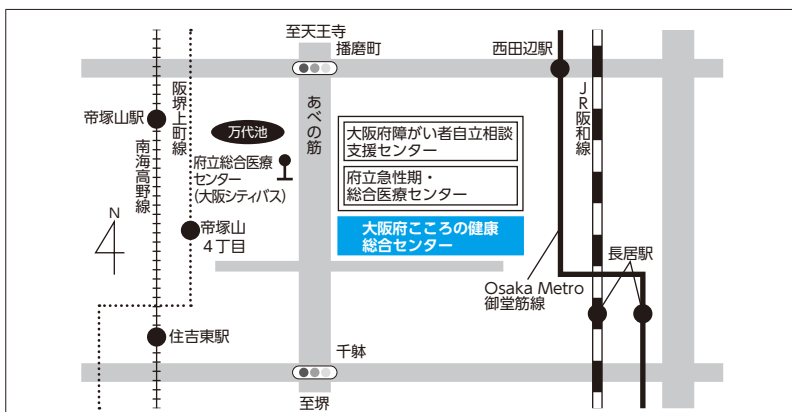 至天王寺
播磨町
西田辺駅
帝塚山駅
阪堺上町線
南海高野線
万代池
あべの筋
府立総合医療
センター
(大阪シティバス)
大阪府障がい者自立相談
支援センター
府立急性期・
総合医療センター
大阪府こころの健康
総合センター
JR阪和線
N
帝塚山
4丁目
長居駅
Osaka Metro
御堂筋線
住吉東駅
千躰
至堺